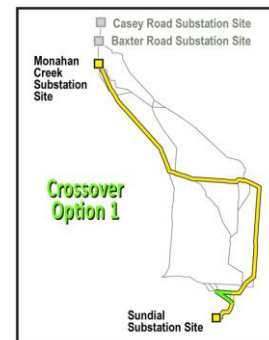 Casey Road Substation Site
Baxter Road Substation Site
Monahan
Creek
Substation
Site
Crossover
Option 1
Sundial
Substation Site